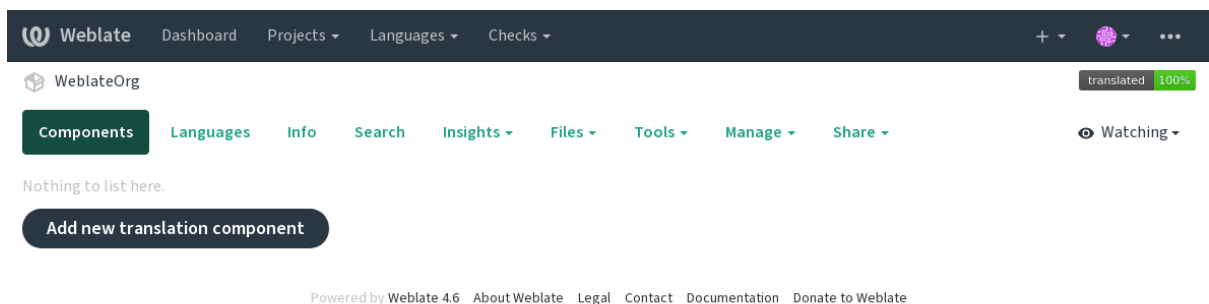 Weblate Dashboard Projects Languages Checks
WeblateOrg translated 100%
Components Languages Info Search Insights Files Tools Manage Share Watching
Nothing to list here.
Add new translation component
Powered by Weblate 4.6 About Weblate Legal Contact Documentation Donate to Weblate